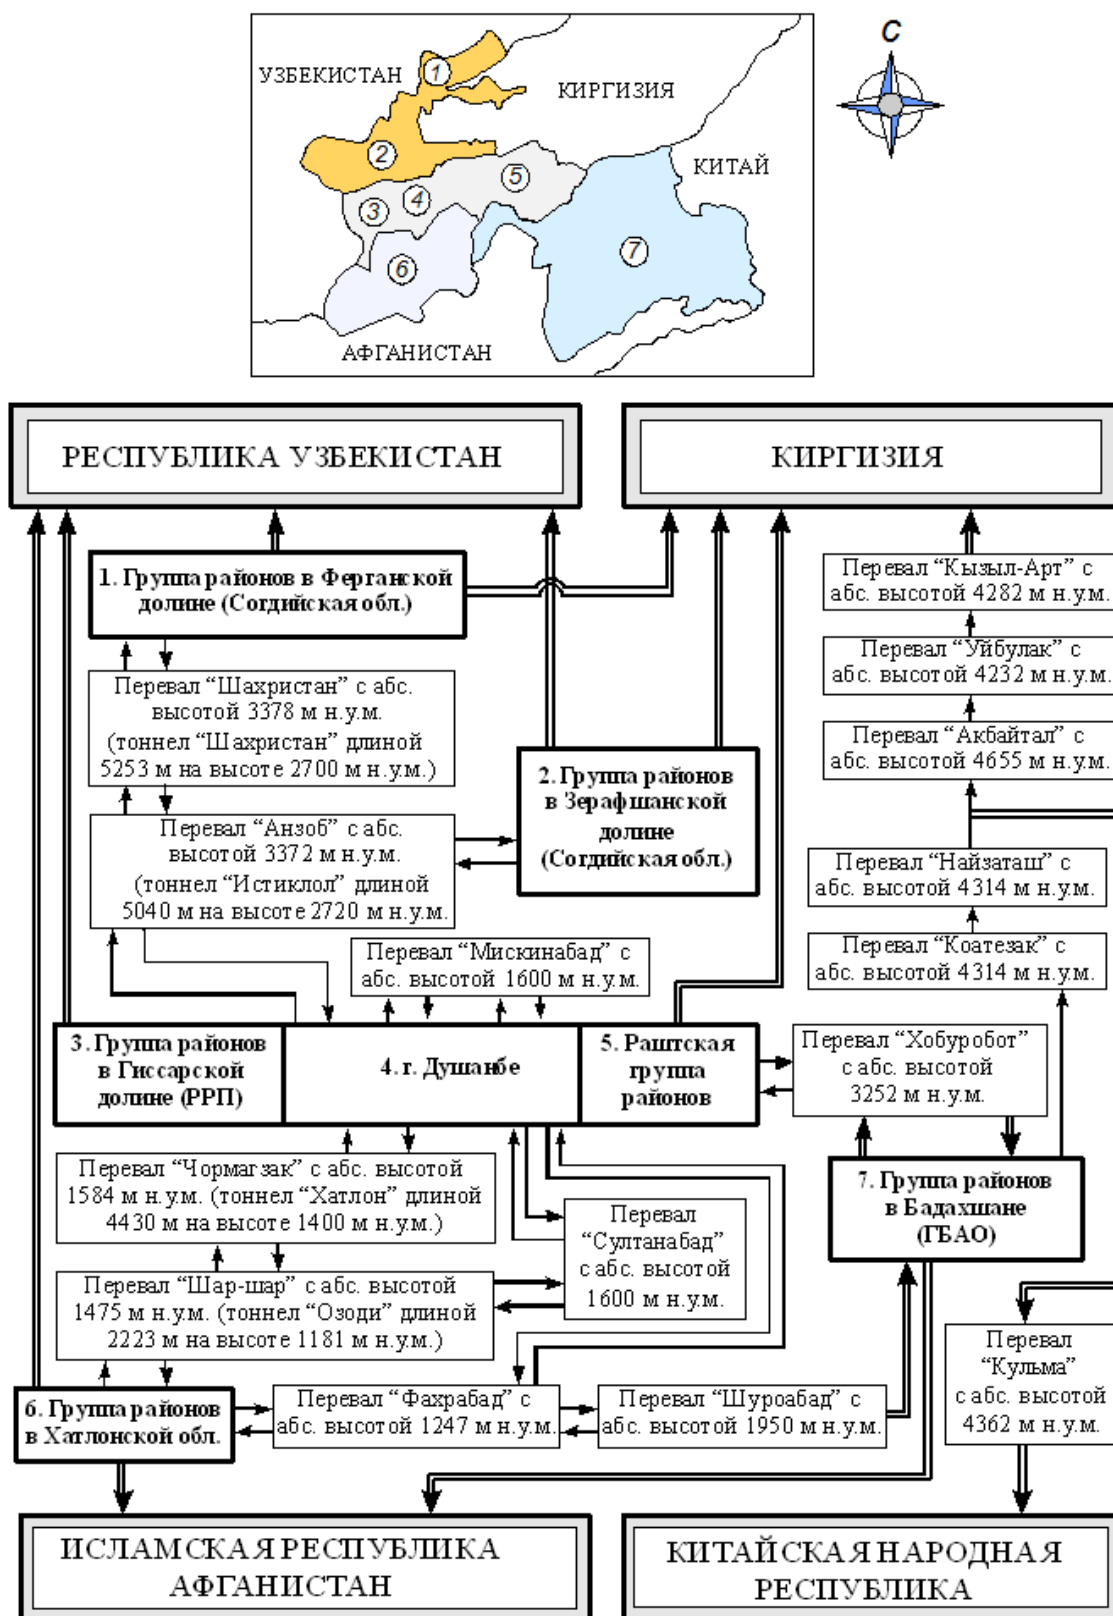 С
УЗБЕКИСТАН
КИРГИЗИЯ
КИТАЙ
АФГАНИСТАН
1
2
3
4
5
6
7
РЕСПУБЛИКА УЗБЕКИСТАН
КИРГИЗИЯ
1. Группа районов в Ферганской
долине (Согдийская обл.)
Перевал “Кызыл-Арт” с
абс. высотой 4282 м н.у.м.
Перевал “Уйбулак” с
абс. высотой 4232 м н.у.м.
Перевал “Шахристан” с абс.
высотой 3378 м н.у.м.
(тоннел “Шахристан” длиной
5253 м на высоте 2700 м н.у.м.)
Перевал “Акбайтал” с
абс. высотой 4655 м н.у.м.
2. Группа районов
в Зерафшанской
долине
(Согдийская обл.)
Перевал “Анзоб” с абс.
высотой 3372 м н.у.м.
(тоннел “Истиклол” длиной
5040 м на высоте 2720 м н.у.м.
Перевал “Найзаташ” с
абс. высотой 4314 м н.у.м.
Перевал “Мискинабад” с
абс. высотой 1600 м н.у.м.
Перевал “Коатезак” с
абс. высотой 4314 м н.у.м.
3. Группа районов
в Гиссарской
долине (РРП)
4. г. Душанбе
5. Раштская
группа
районов
Перевал “Хобуробот”
с абс. высотой
3252 м н.у.м.
Перевал “Чормагзак” с абс. высотой
1584 м н.у.м. (тоннел “Хатлон” длиной
4430 м на высоте 1400 м н.у.м.)
7. Группа районов
в Бадахшане
(ГБАО)
Перевал
“Султанабад”
с абс. высотой
1600 м н.у.м.
Перевал “Шар-шар” с абс. высотой
1475 м н.у.м. (тоннел “Озоди” длиной
2223 м на высоте 1181 м н.у.м.)
Перевал
“Кульма”
с абс. высотой
4362 м н.у.м.
6. Группа районов
в Хатлонской обл.
Перевал “Фахрабад” с
абс. высотой 1247 м н.у.м.
Перевал “Шуроабад” с
абс. высотой 1950 м н.у.м.
ИСЛАМСКАЯ РЕСПУБЛИКА
АФГАНИСТАН
КИТАЙСКАЯ НАРОДНАЯ
РЕСПУБЛИКА